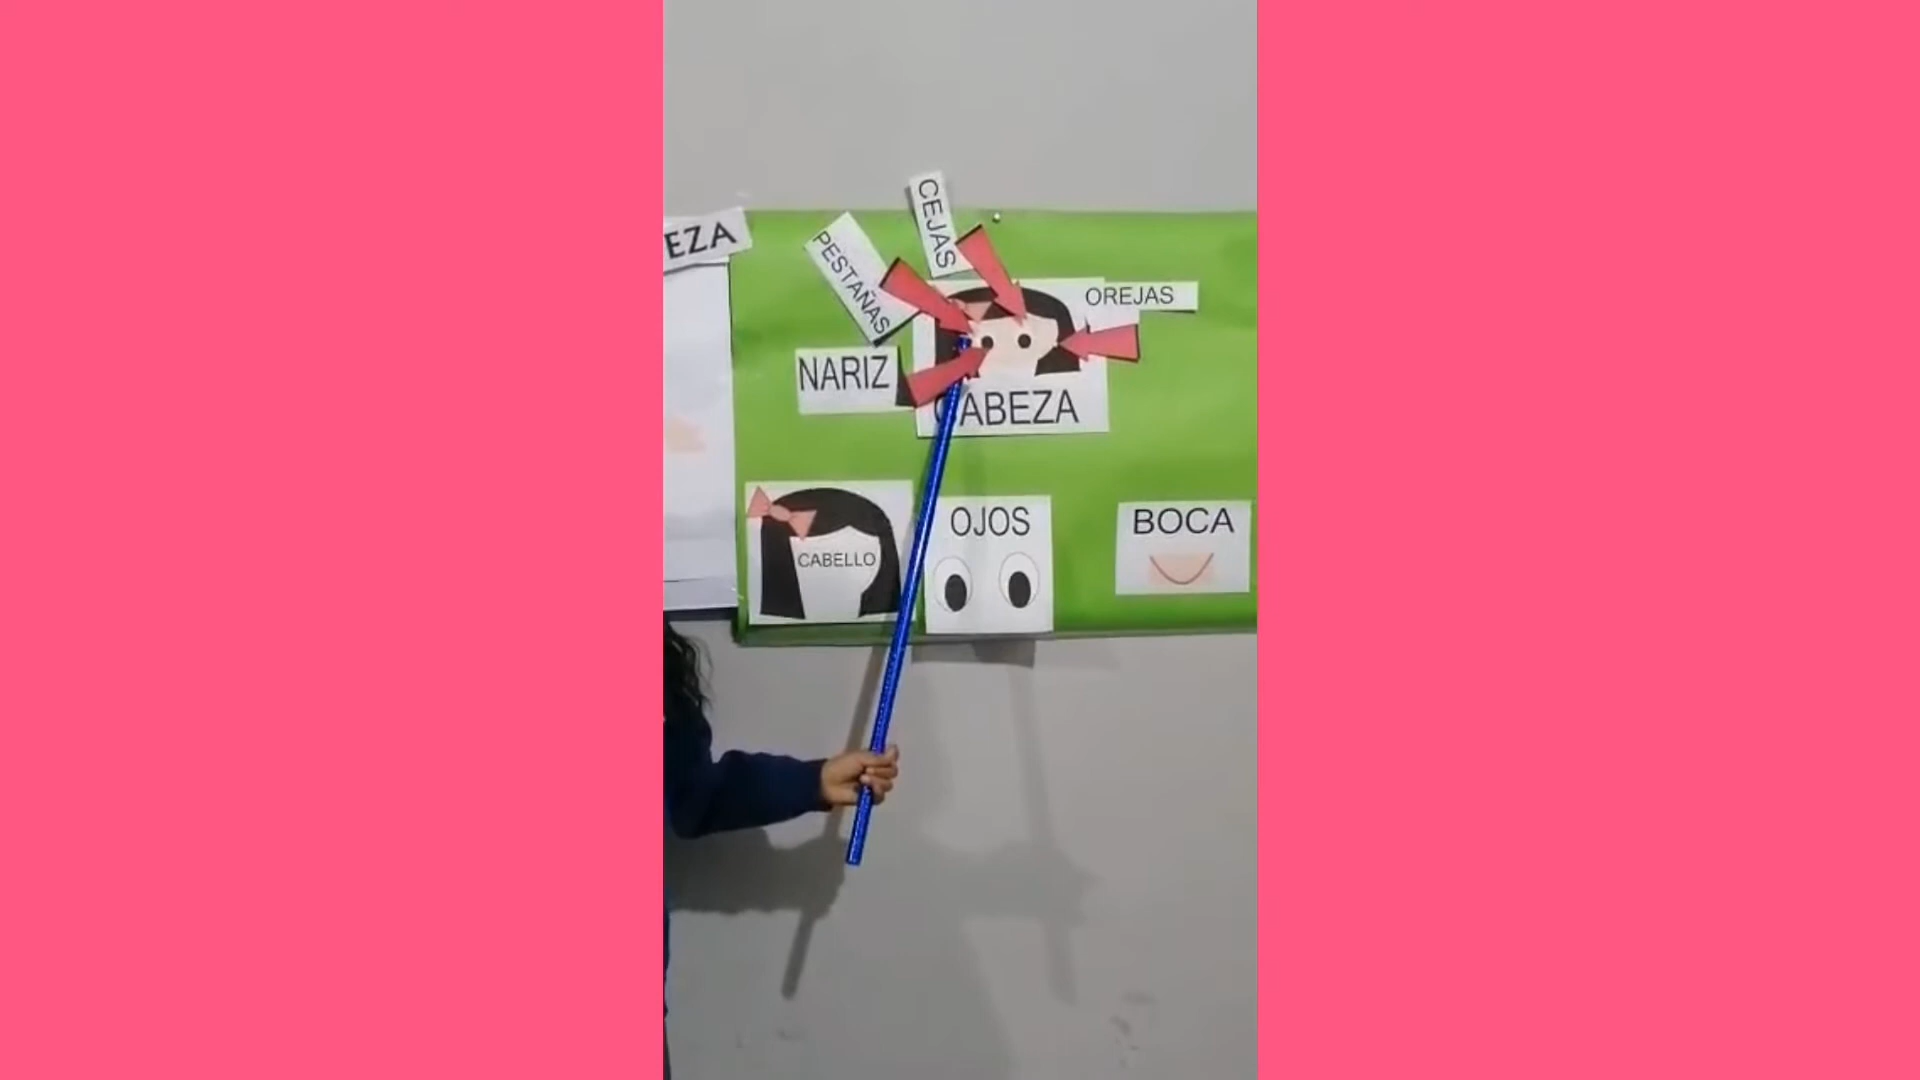 CEJAS
PESTAÑAS
EZA
OREJAS
NARIZ
CABEZA
CABELLO
OJOS
BOCA